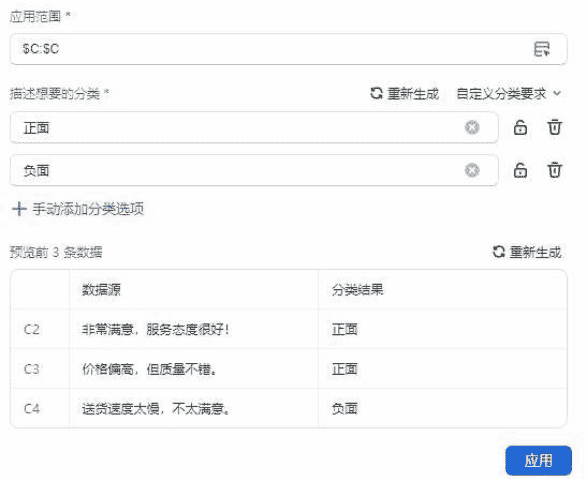 应用范围 *
$C:$C
描述想要的分类 * 重新生成 自定义分类要求
正面
负面
手动添加分类选项
预览前 3 条数据 重新生成
数据源 分类结果
C2 非常满意，服务态度很好！ 正面
C3 价格偏高，但质量不错。 正面
C4 送货速度太慢，不太满意。 负面
应用